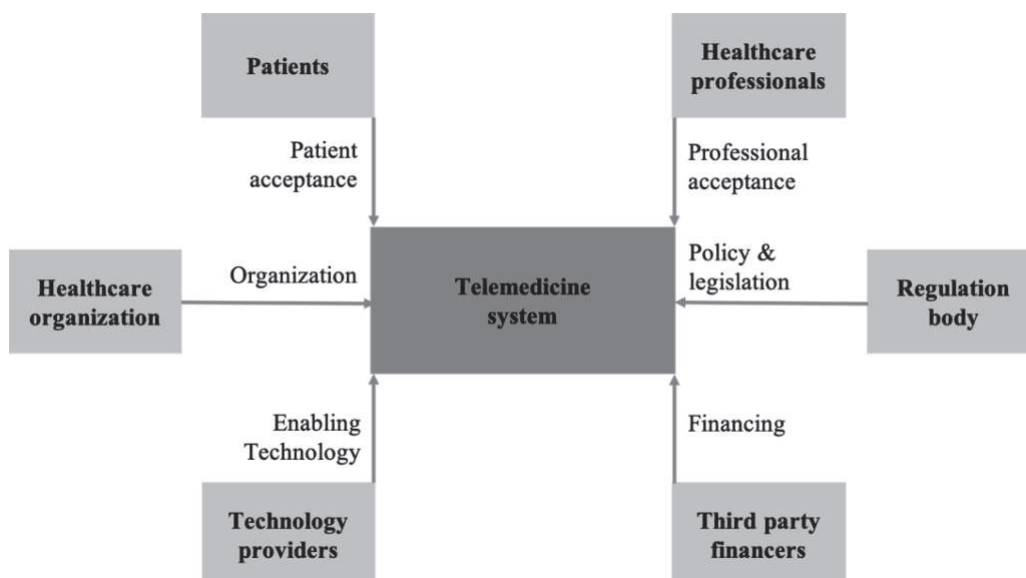 Patients
Healthcare
professionals
Patient
acceptance
Professional
acceptance
Healthcare
organization
Organization
Telemedicine
system
Policy &
legislation
Regulation
body
Enabling
Technology
Financing
Technology
providers
Third party
financers